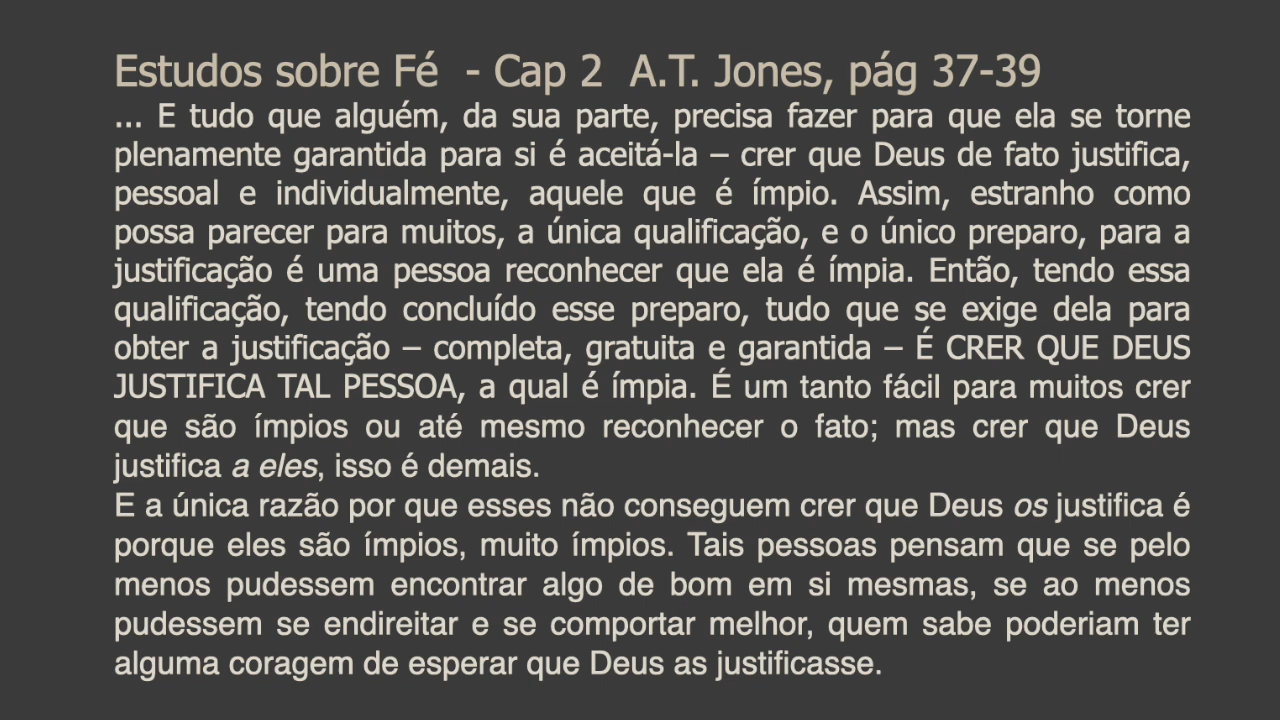 Estudos sobre Fé - Cap 2 A.T. Jones, pág 37-39
... E tudo que alguém, da sua parte, precisa fazer para que ela se torne
plenamente garantida para si é aceitá-la – crer que Deus de fato justifica,
pessoal e individualmente, aquele que é ímpio. Assim, estranho como
possa parecer para muitos, a única qualificação, e o único preparo, para a
justificação é uma pessoa reconhecer que ela é ímpia. Então, tendo essa
qualificação, tendo concluído esse preparo, tudo que se exige dela para
obter a justificação – completa, gratuita e garantida – É CRER QUE DEUS
JUSTIFICA TAL PESSOA, a qual é ímpia. É um tanto fácil para muitos crer
que são ímpios ou até mesmo reconhecer o fato; mas crer que Deus
justifica a eles, isso é demais.
E a única razão por que esses não conseguem crer que Deus os justifica é
porque eles são ímpios, muito ímpios. Tais pessoas pensam que se pelo
menos pudessem encontrar algo de bom em si mesmas, se ao menos
pudessem se endireitar e se comportar melhor, quem sabe poderiam ter
alguma coragem de esperar que Deus as justificasse.